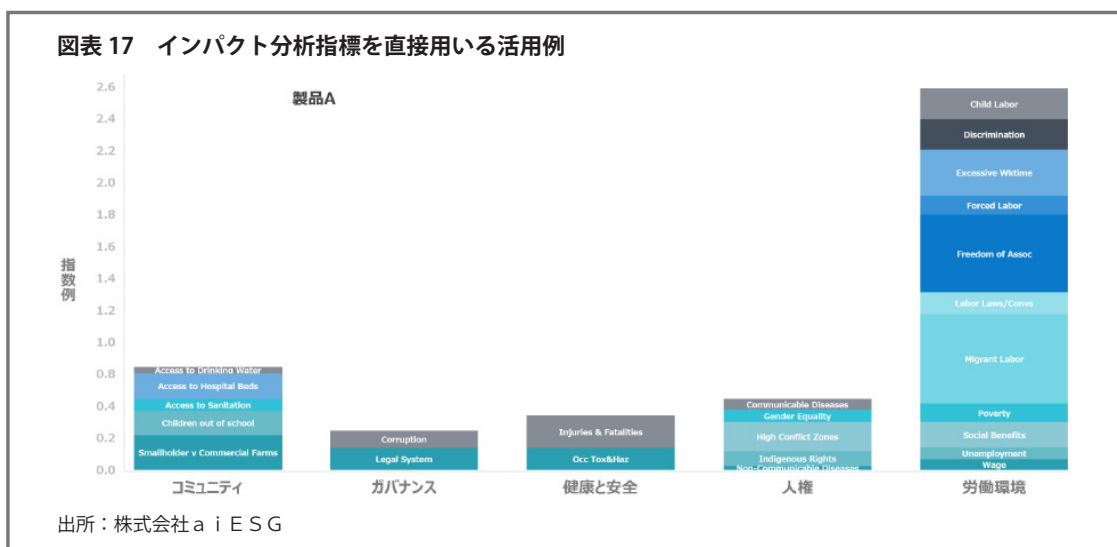 図表 17　インパクト分析指標を直接用いる活用例
製品A
指数例
2.6
2.4
2.2
2.0
1.8
1.6
1.4
1.2
1.0
0.8
0.6
0.4
0.2
0.0
Access to Drinking Water
Access to Hospital Beds
Access to Sanitation
Children out of school
Smallholder v Commercial Farms
Corruption
Legal System
Injuries & Fatalities
Occ Tox&Haz
Communicable Diseases
Gender Equality
High Conflict Zones
Indigenous Rights
Non-Communicable Diseases
Child Labor
Discrimination
Excessive Wktime
Forced Labor
Freedom of Assoc
Labor Laws/Convs
Migrant Labor
Poverty
Social Benefits
Unemployment
Wage
コミュニティ
ガバナンス
健康と安全
人権
労働環境
出所：株式会社ａｉＥＳＧ